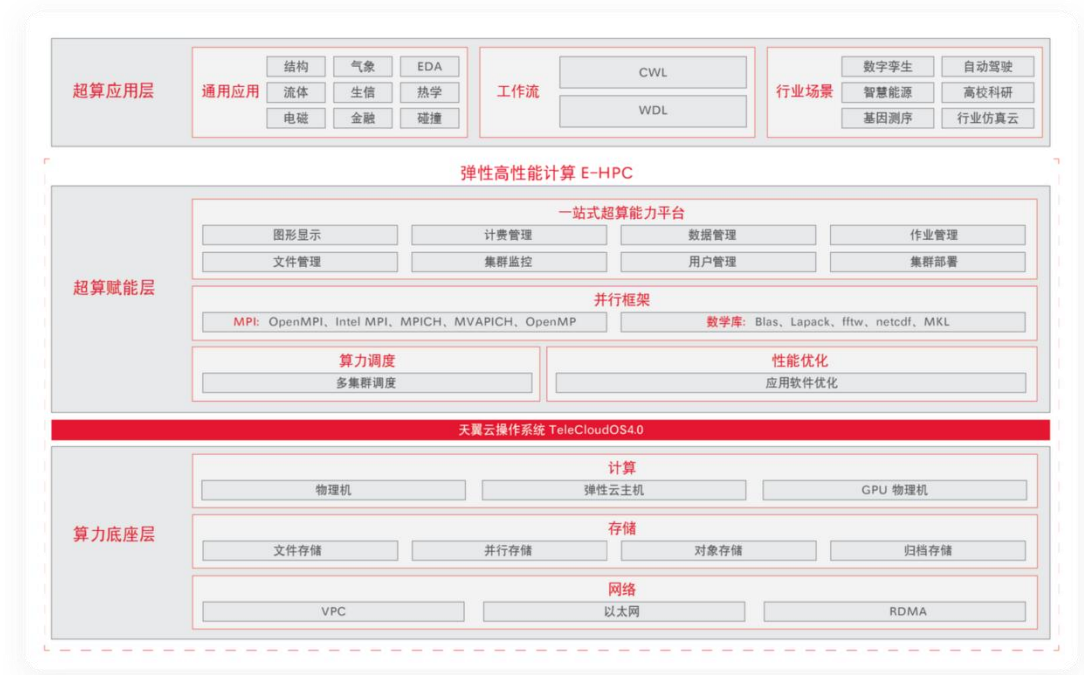 超算应用层
通用应用
结构 气象 EDA
流体 生信 热学
电磁 金融 碰撞
工作流
CWL
WDL
行业场景
数字孪生 自动驾驶
智慧能源 高校科研
基因测序 行业仿真云
弹性高性能计算 E-HPC
超算赋能层
一站式超算能力平台
图形显示 计费管理 数据管理 作业管理
文件管理 集群监控 用户管理 集群部署
并行框架
MPI: OpenMPI、Intel MPI、MPICH、MVAPICH、OpenMP
数学库: Blas、Lapack、fftw、netcdf、MKL
算力调度
多集群调度
性能优化
应用软件优化
天翼云操作系统 TeleCloudOS4.0
算力底座层
计算
物理机 弹性云主机 GPU 物理机
存储
文件存储 并行存储 对象存储 归档存储
网络
VPC 以太网 RDMA